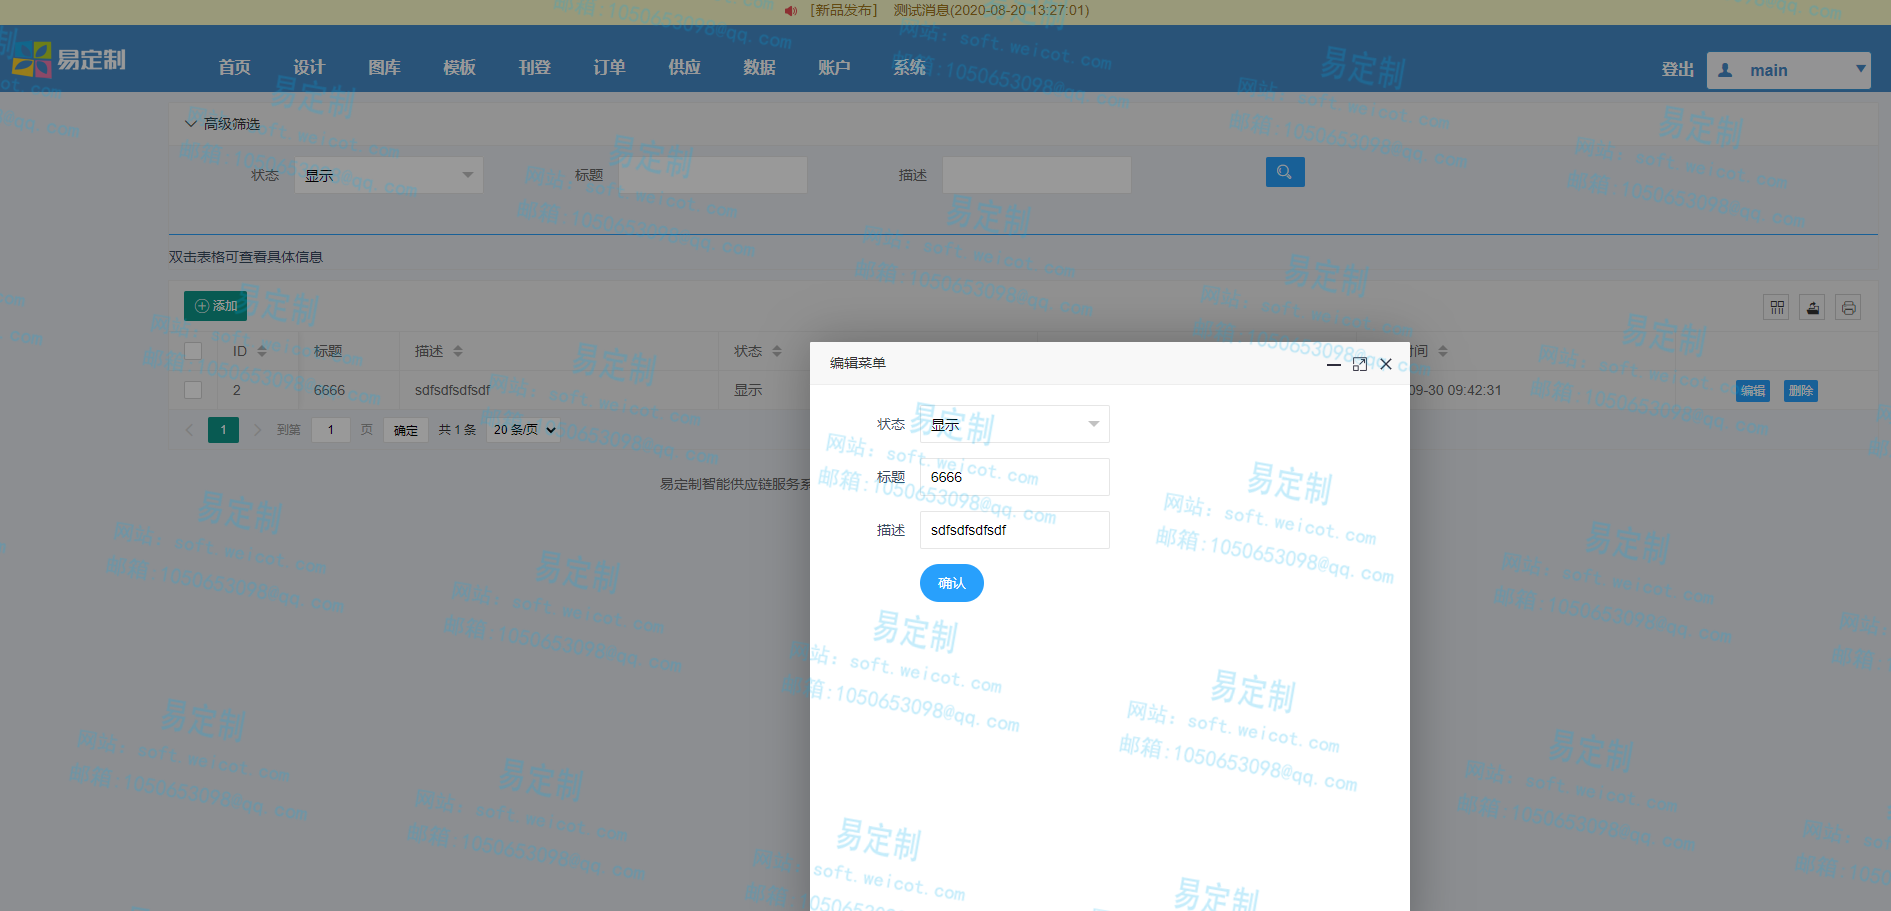 [新品发布] 测试消息(2020-08-20 13:27:01)
易定制
首页 设计 图库 模板 刊登 订单 供应 数据 账户 系统 登出 main
高级筛选
状态 显示 标题 描述
双击表格可查看具体信息
添加
ID 标题 描述 状态 时间
2 6666 sdfsdfsdfsdf 显示 09-30 09:42:31 编辑 删除
1 到第 1 页 确定 共 1 条 20 条/页
易定制智能供应链服务系
编辑菜单
状态 显示
标题 6666
描述 sdfsdfsdfsdf
确认
易定制
网站: soft.weicot.com
邮箱:1050653098@qq.com